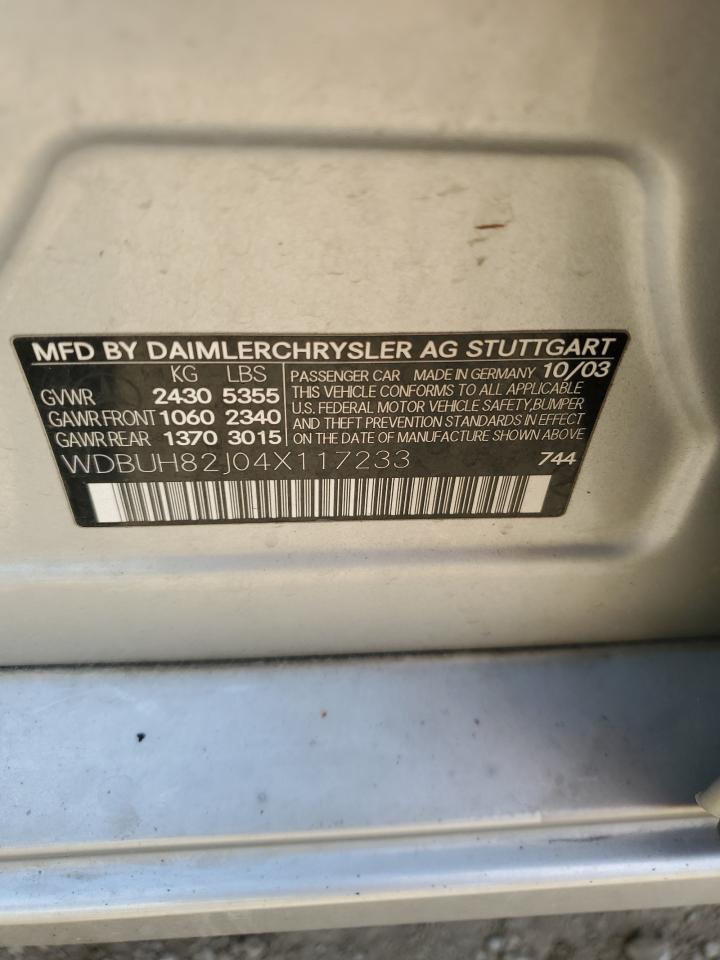 MFD BY DAIMLERCHRYSLER AG STUTTGART
KG LBS
GVWR 2430 5355
GAWR FRONT 1060 2340
GAWR REAR 1370 3015
PASSENGER CAR MADE IN GERMANY 10/03
THIS VEHICLE CONFORMS TO ALL APPLICABLE
U.S. FEDERAL MOTOR VEHICLE SAFETY, BUMPER
AND THEFT PREVENTION STANDARDS IN EFFECT
ON THE DATE OF MANUFACTURE SHOWN ABOVE
WDBUH82J04X117233 744